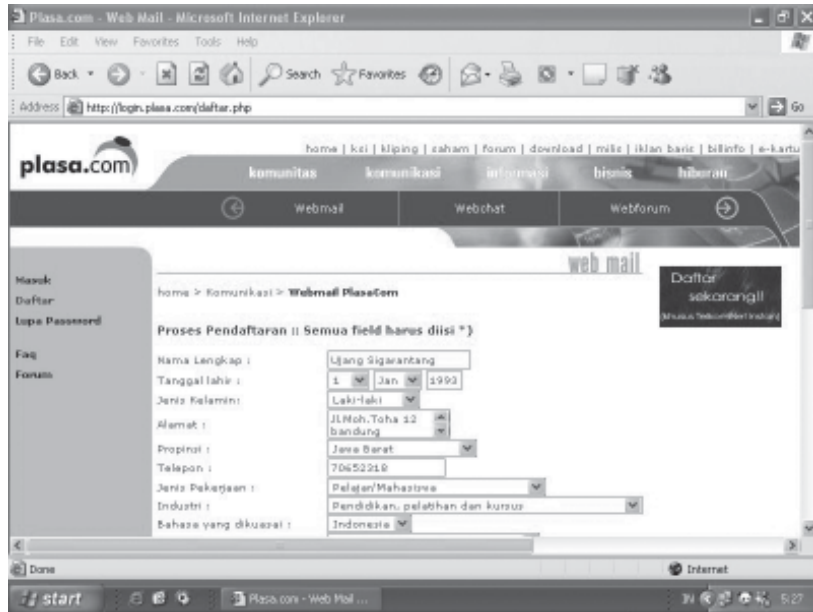 Plasa.com - Web Mail - Microsoft Internet Explorer
File Edit View Favorites Tools Help
Back Search Favorites
Address http://login.plasa.com/daftar.php Go
plasa.com
home | ksi | kliping | saham | forum | download | milis | iklan baris | billinfo | e-kartu
komunitas komunikasi informasi bisnis hiburan
Webmail Webchat Webforum
web mail
Masuk
Daftar
Lupa Password
Faq
Forum
home > Komunikasi > Webmail PlasaCom
Daftar
sekarang!!
(khusus TelkomNet Instan)
Proses Pendaftaran :: Semua field harus diisi *)
Nama Lengkap : Ujang Sigarantang
Tanggal lahir : 1 Jan 1993
Jenis Kelamin: Laki-laki
Alamat : Jl.Moh.Toha 12
bandung
Propinsi : Jawa Barat
Telepon : 70652318
Jenis Pekerjaan : Pelajar/Mahasiswa
Industri : Pendidikan, pelatihan dan kursus
Bahasa yang dikuasai : Indonesia
Done Internet
start Plasa.com - Web Mail ... IN 5:27